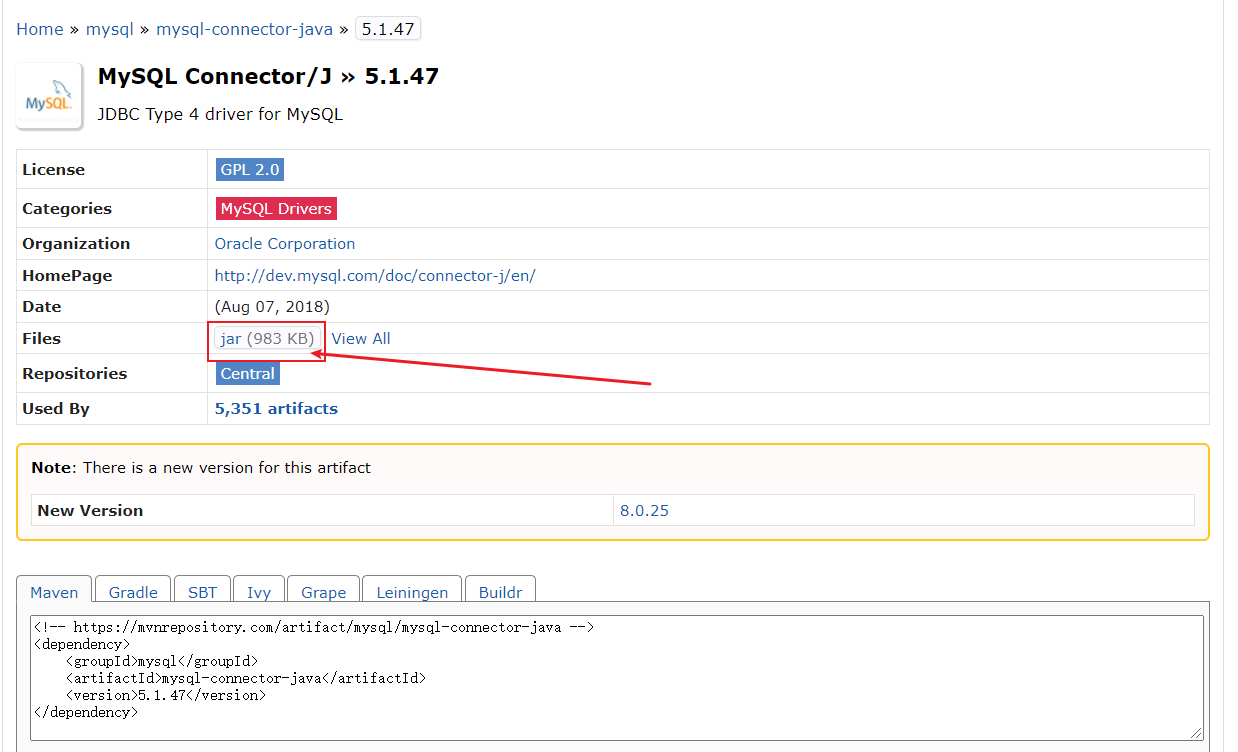 Home » mysql » mysql-connector-java » 5.1.47
MySQL Connector/J » 5.1.47
MySQL
JDBC Type 4 driver for MySQL
License GPL 2.0
Categories MySQL Drivers
Organization Oracle Corporation
HomePage http://dev.mysql.com/doc/connector-j/en/
Date (Aug 07, 2018)
Files jar (983 KB) View All
Repositories Central
Used By 5,351 artifacts
Note: There is a new version for this artifact
New Version 8.0.25
Maven Gradle SBT Ivy Grape Leiningen Buildr
<!-- https://mvnrepository.com/artifact/mysql/mysql-connector-java -->
<dependency>
    <groupId>mysql</groupId>
    <artifactId>mysql-connector-java</artifactId>
    <version>5.1.47</version>
</dependency>